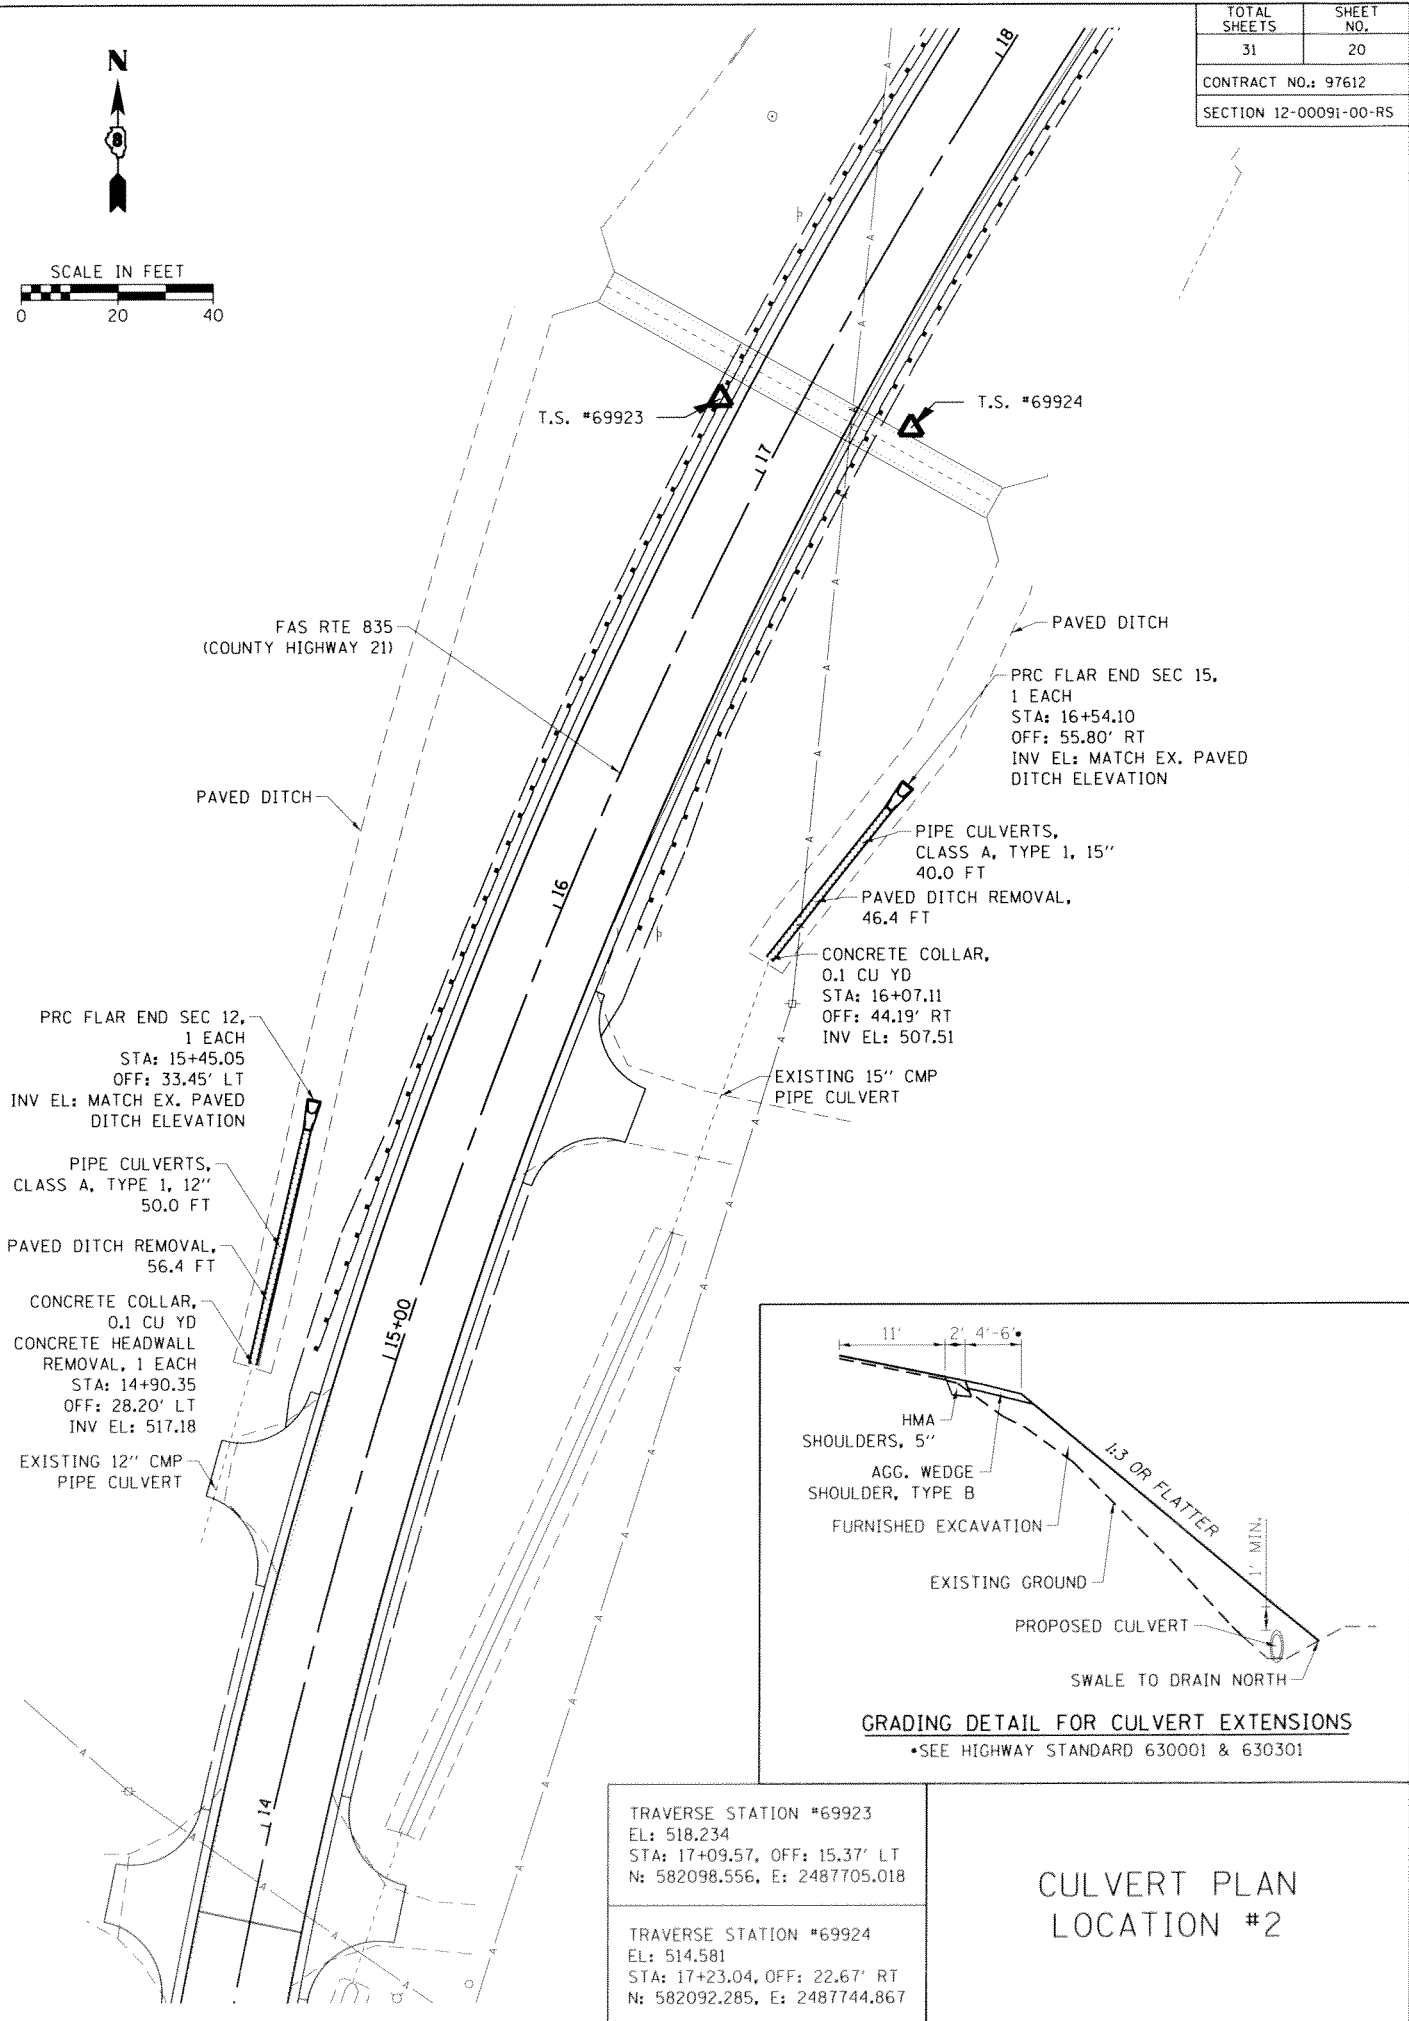 TOTAL SHEETS
SHEET NO.
31
20
CONTRACT NO.: 97612
SECTION 12-00091-00-RS
N
8
SCALE IN FEET
0 20 40
18
T.S. #69923
T.S. #69924
17
FAS RTE 835
(COUNTY HIGHWAY 21)
PAVED DITCH
PRC FLAR END SEC 15,
1 EACH
STA: 16+54.10
OFF: 55.80' RT
INV EL: MATCH EX. PAVED
DITCH ELEVATION
PAVED DITCH
PIPE CULVERTS,
CLASS A, TYPE 1, 15"
40.0 FT
16
PAVED DITCH REMOVAL,
46.4 FT
CONCRETE COLLAR,
0.1 CU YD
STA: 16+07.11
OFF: 44.19' RT
INV EL: 507.51
PRC FLAR END SEC 12,
1 EACH
STA: 15+45.05
OFF: 33.45' LT
INV EL: MATCH EX. PAVED
DITCH ELEVATION
EXISTING 15" CMP
PIPE CULVERT
PIPE CULVERTS,
CLASS A, TYPE 1, 12"
50.0 FT
PAVED DITCH REMOVAL,
56.4 FT
CONCRETE COLLAR,
0.1 CU YD
CONCRETE HEADWALL
REMOVAL, 1 EACH
STA: 14+90.35
OFF: 28.20' LT
INV EL: 517.18
15+00
EXISTING 12" CMP
PIPE CULVERT
14
11' 2' 4'-6"*
HMA
SHOULDERS, 5"
AGG. WEDGE
SHOULDER, TYPE B
1:3 OR FLATTER
FURNISHED EXCAVATION
1' MIN.
EXISTING GROUND
PROPOSED CULVERT
SWALE TO DRAIN NORTH
GRADING DETAIL FOR CULVERT EXTENSIONS
*SEE HIGHWAY STANDARD 630001 & 630301
TRAVERSE STATION #69923
EL: 518.234
STA: 17+09.57, OFF: 15.37' LT
N: 582098.556, E: 2487705.018
TRAVERSE STATION #69924
EL: 514.581
STA: 17+23.04, OFF: 22.67' RT
N: 582092.285, E: 2487744.867
CULVERT PLAN
LOCATION #2